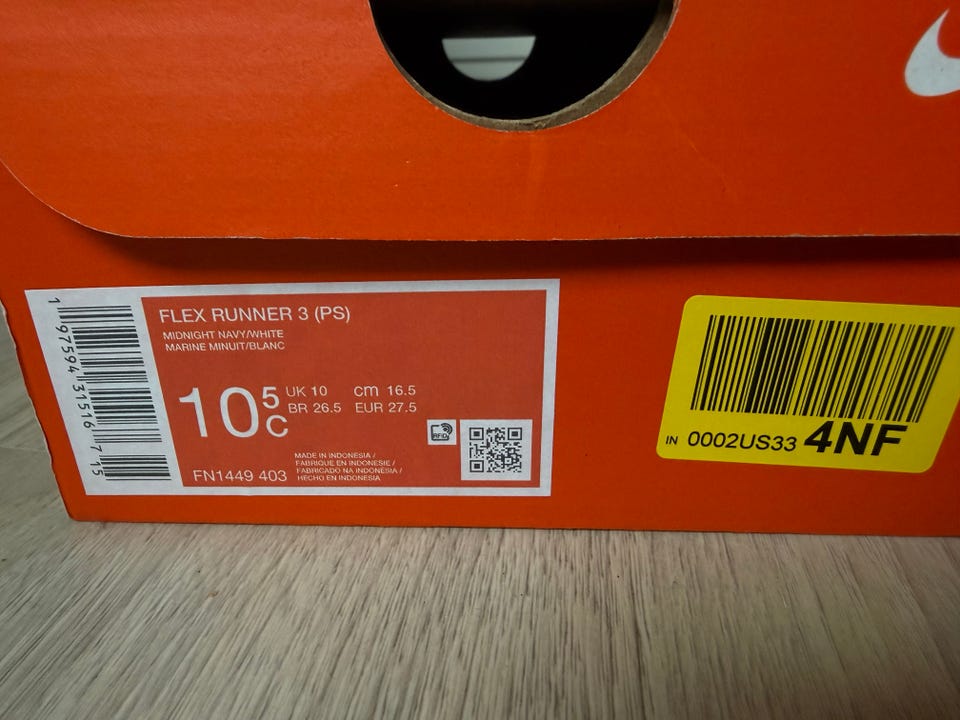 FLEX RUNNER 3 (PS)
MIDNIGHT NAVY/WHITE
MARINE MINUIT/BLANC
10 5 C
UK 10 cm 16.5
BR 26.5 EUR 27.5
RFID
MADE IN INDONESIA /
FABRIQUE EN INDONESIE /
FABRICADO NA INDONÉSIA /
HECHO EN INDONESIA
FN1449 403
1 97594 31516 7 15
IN 0002US33 4NF